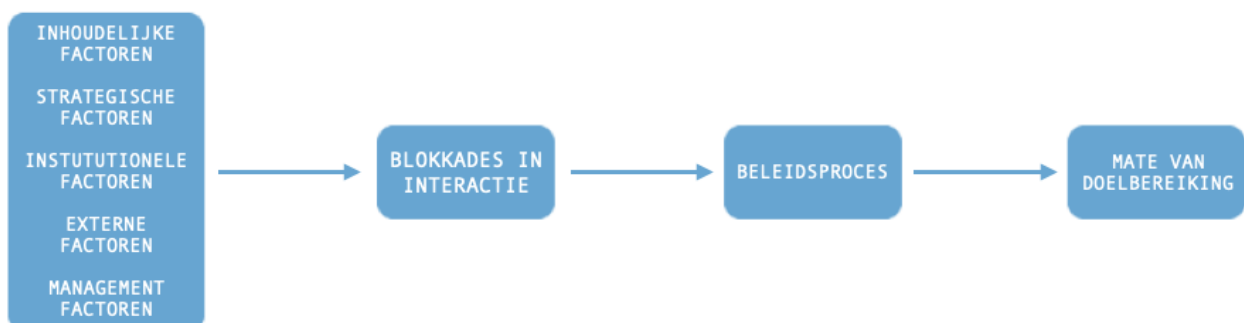 INHOUDELIJKE
FACTOREN
STRATEGISCHE
FACTOREN
INSTUTUTIONELE
FACTOREN
EXTERNE
FACTOREN
MANAGEMENT
FACTOREN
BLOKKADES IN
INTERACTIE
BELEIDSPROCES
MATE VAN
DOELBEREIKING